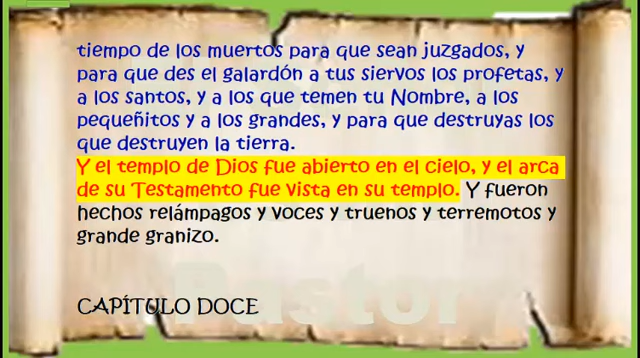 tiempo de los muertos para que sean juzgados, y
para que des el galardón a tus siervos los profetas, y
a los santos, y a los que temen tu Nombre, a los
pequeñitos y a los grandes, y para que destruyas los
que destruyen la tierra.
Y el templo de Dios fue abierto en el cielo, y el arca
de su Testamento fue vista en su templo. Y fueron
hechos relámpagos y voces y truenos y terremotos y
grande granizo.
CAPÍTULO DOCE
Pastor